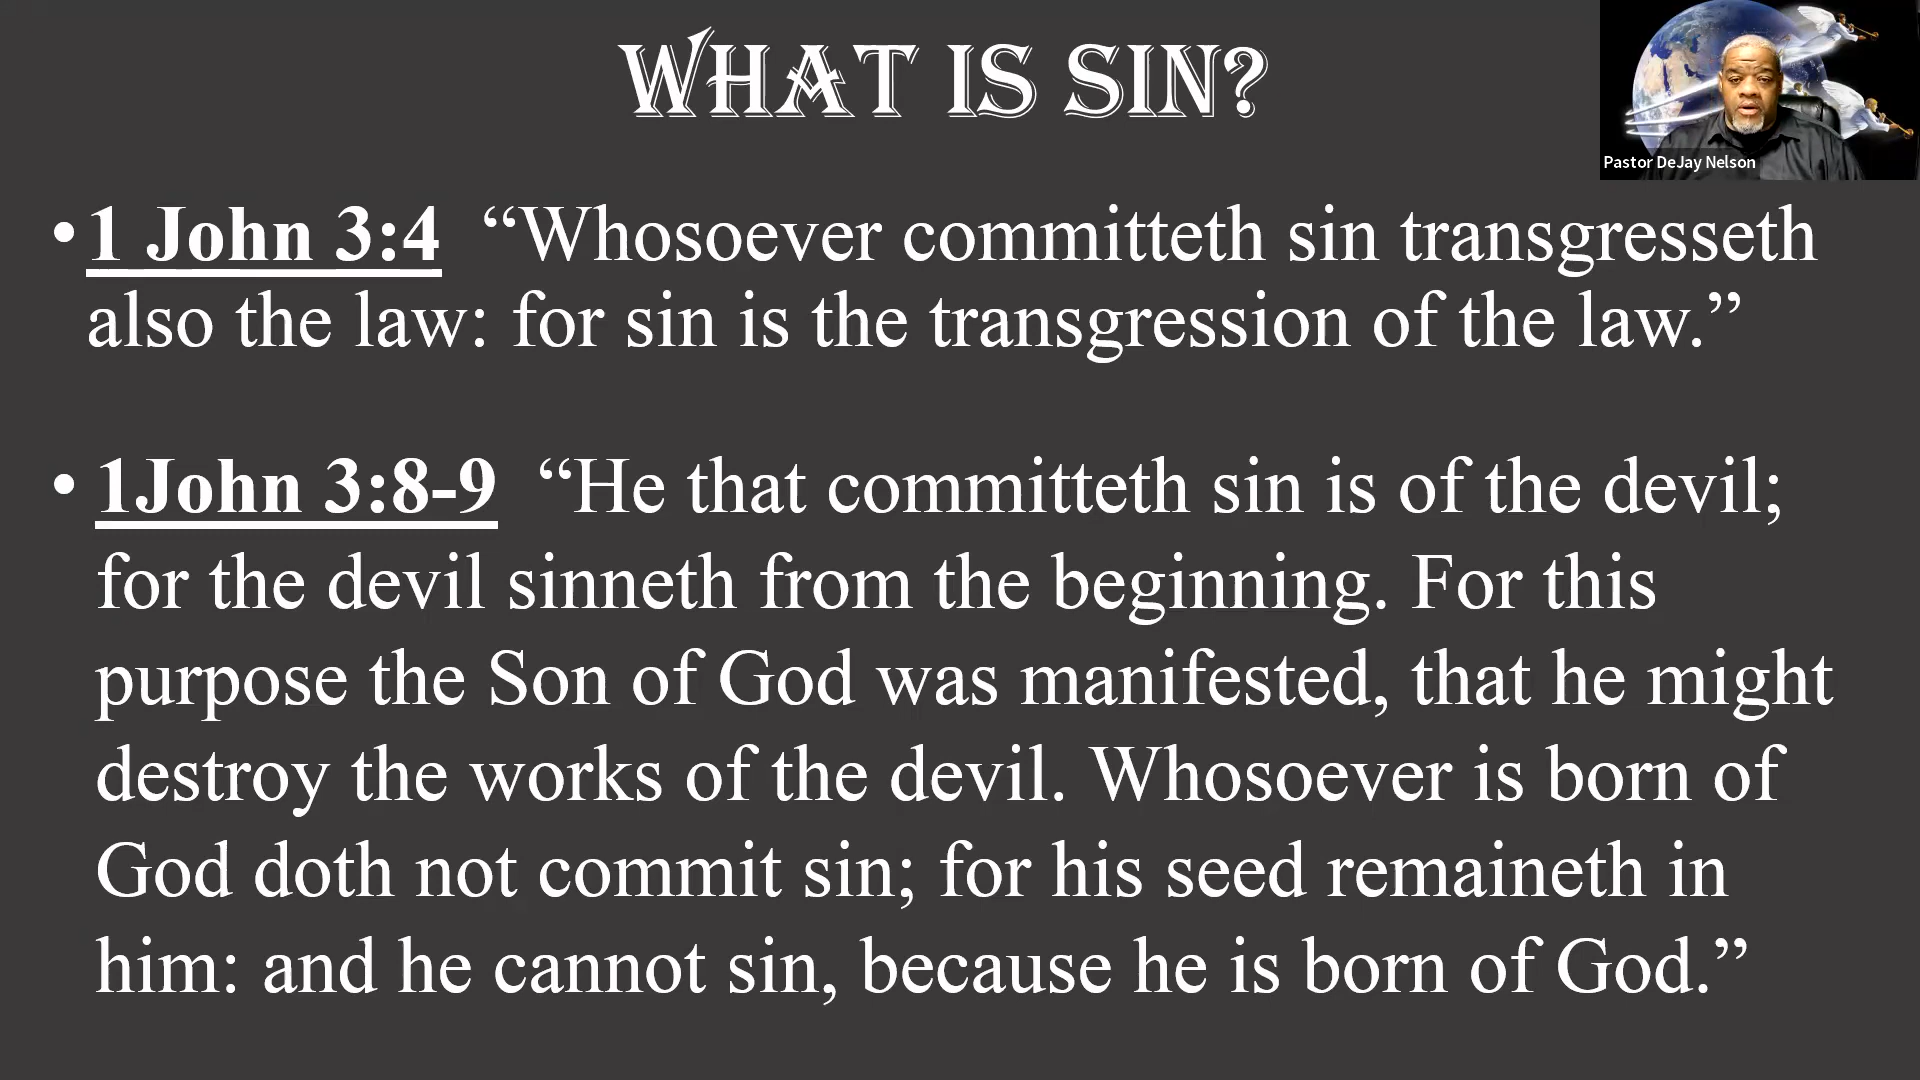 WHAT IS SIN?
Pastor DeJay Nelson
• 1 John 3:4 “Whosoever committeth sin transgresseth
also the law: for sin is the transgression of the law.”
• 1John 3:8-9 “He that committeth sin is of the devil;
for the devil sinneth from the beginning. For this
purpose the Son of God was manifested, that he might
destroy the works of the devil. Whosoever is born of
God doth not commit sin; for his seed remaineth in
him: and he cannot sin, because he is born of God.”